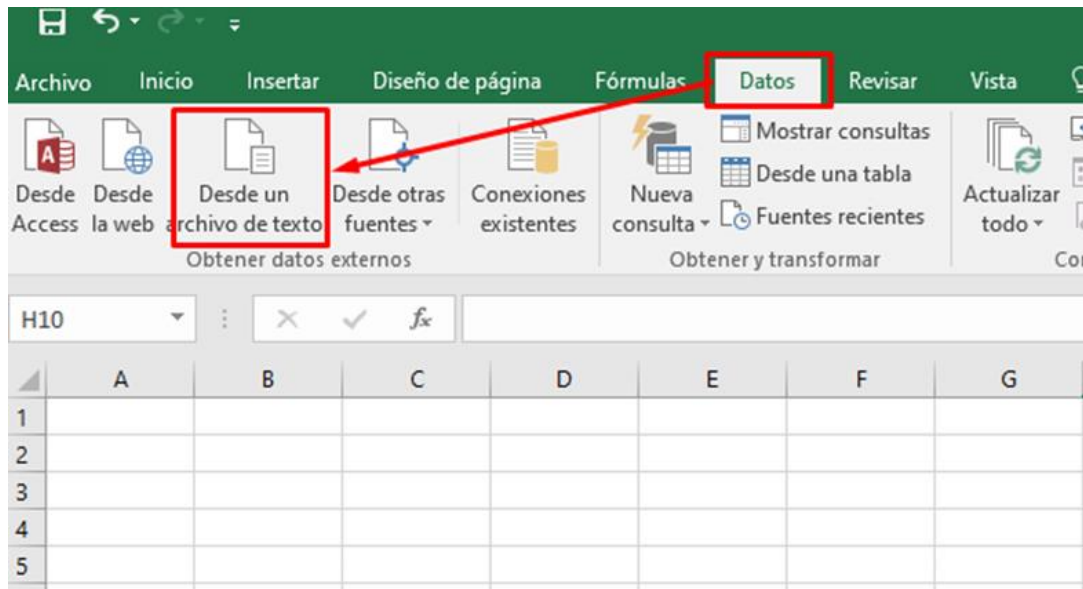 Archivo Inicio Insertar Diseño de página Fórmulas Datos Revisar Vista
Desde Access
Desde la web
Desde un archivo de texto
Desde otras fuentes
Conexiones existentes
Obtener datos externos
Nueva consulta
Mostrar consultas
Desde una tabla
Fuentes recientes
Obtener y transformar
Actualizar todo
H10 fx
A B C D E F G
1
2
3
4
5